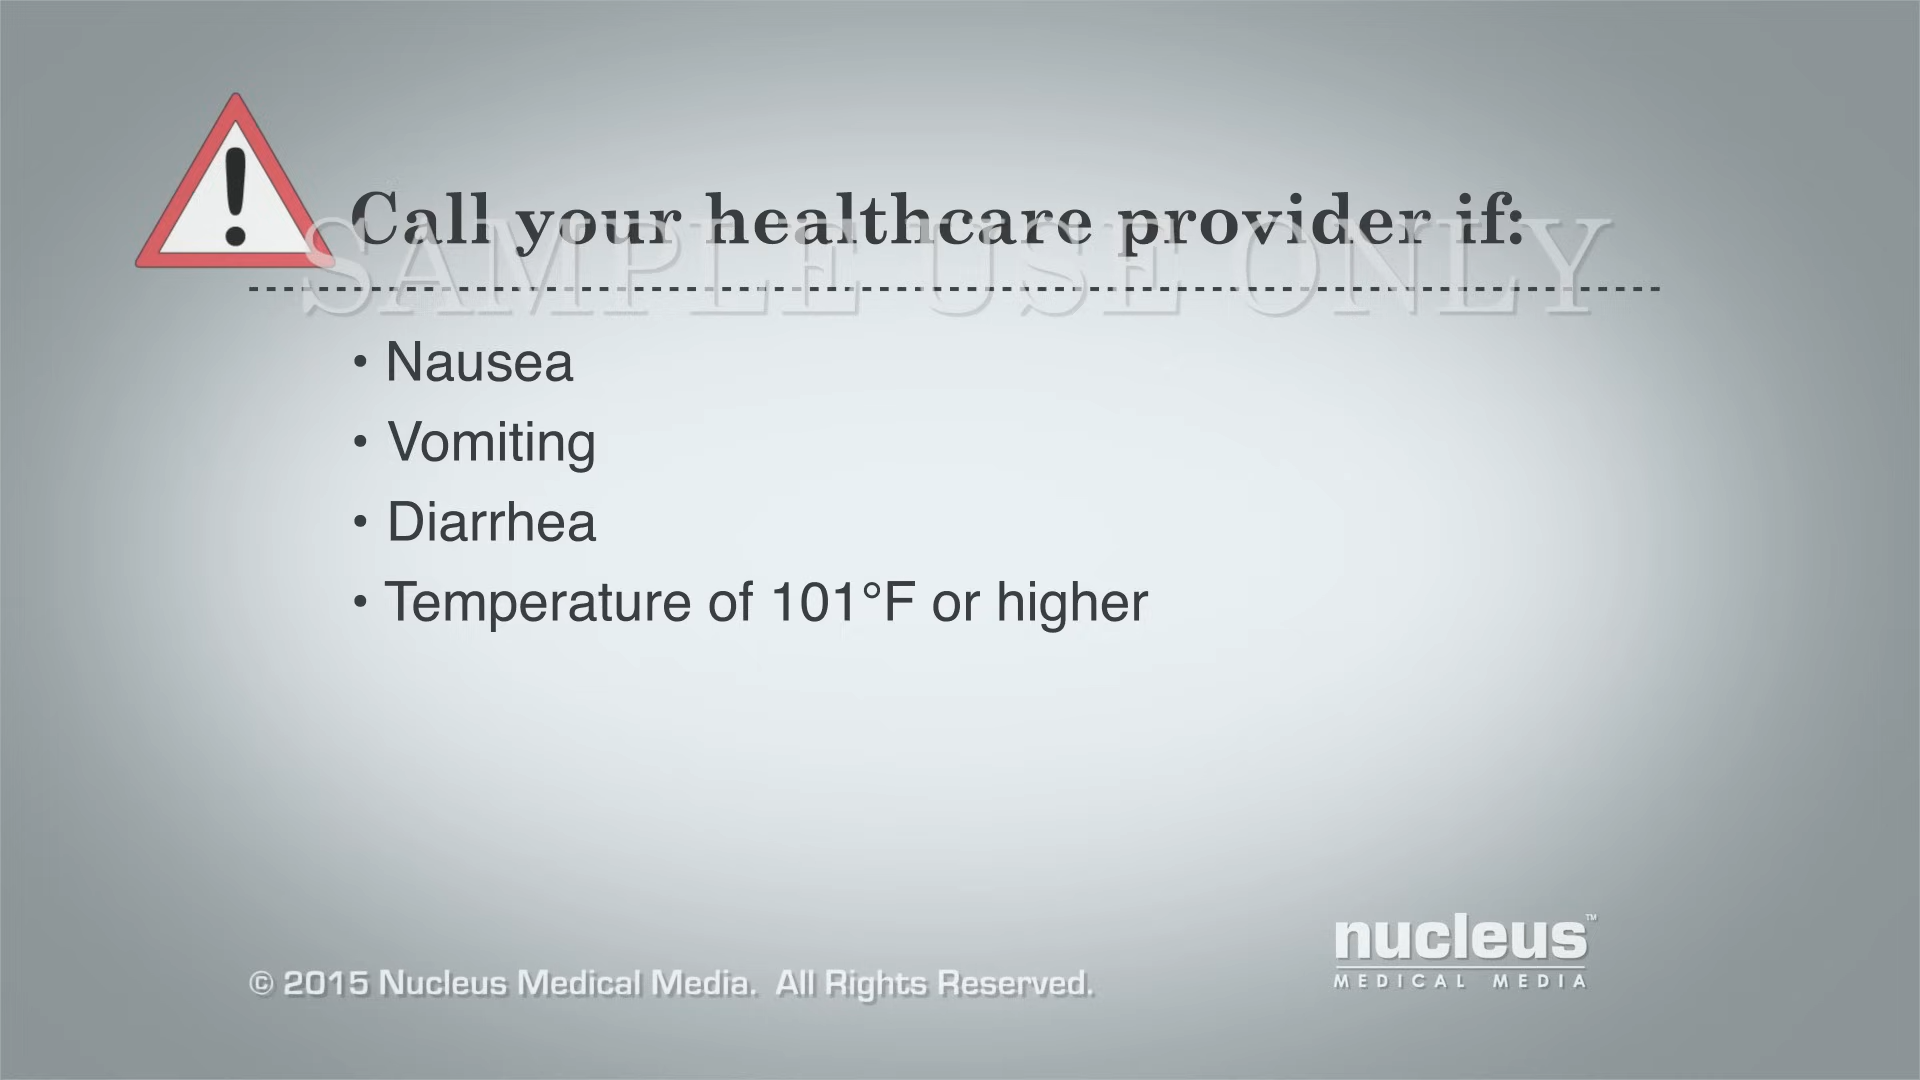 Call your healthcare provider if:
SAMPLE USE ONLY
• Nausea
• Vomiting
• Diarrhea
• Temperature of 101°F or higher
nucleus™
MEDICAL MEDIA
© 2015 Nucleus Medical Media. All Rights Reserved.